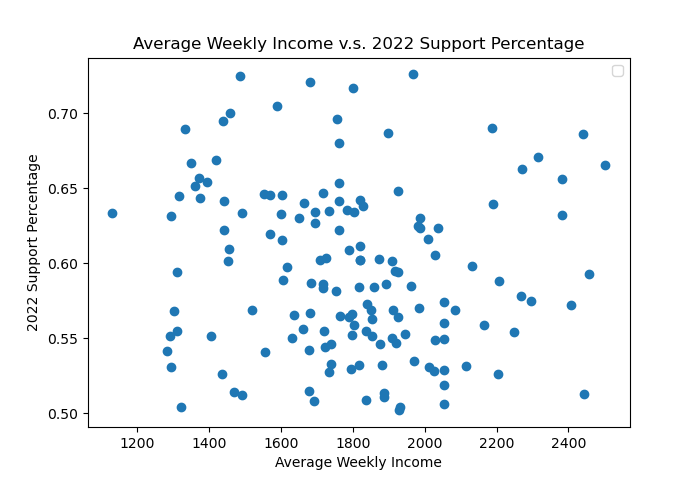 Average Weekly Income v.s. 2022 Support Percentage
2022 Support Percentage
0.70
0.65
0.60
0.55
0.50
1200 1400 1600 1800 2000 2200 2400
Average Weekly Income